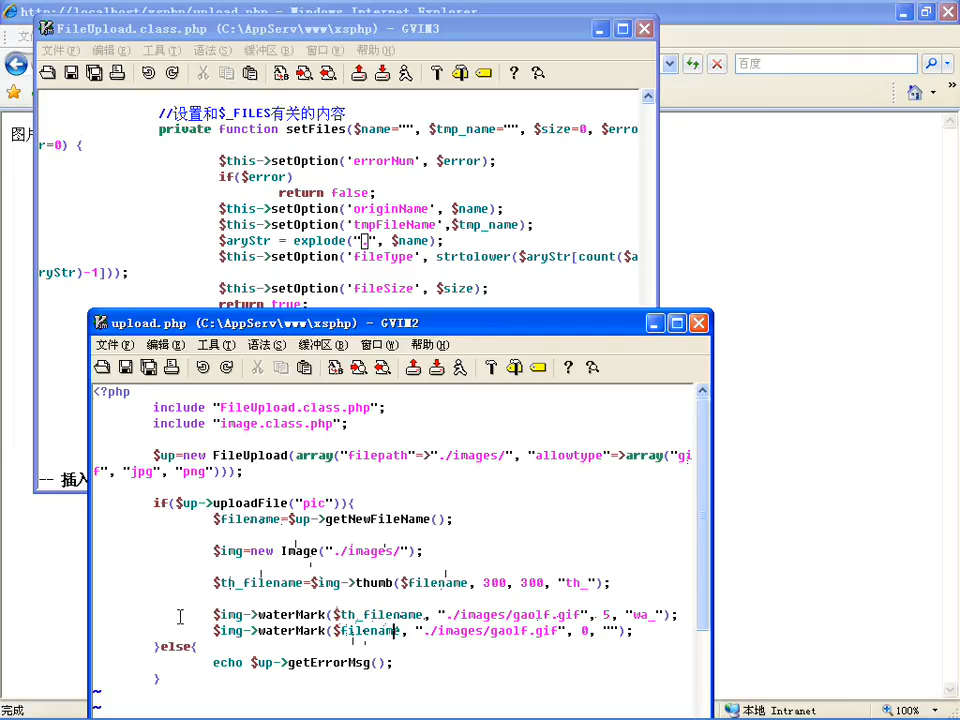 http://localhost/xsphp/upload.php - Windows Internet Explorer
FileUpload.class.php (C:\AppServ\www\xsphp) - GVIM3
文件(F) 编辑(E) 工具(T) 语法(S) 缓冲区(B) 窗口(W) 帮助(H)
百度
图片
//设置和$_FILES有关的内容
private function setFiles($name="", $tmp_name="", $size=0, $erro
r=0) {
$this->setOption('errorNum', $error);
if($error)
return false;
$this->setOption('originName', $name);
$this->setOption('tmpFileName',$tmp_name);
$aryStr = explode(".", $name);
$this->setOption('fileType', strtolower($aryStr[count($a
ryStr)-1]));
$this->setOption('fileSize', $size);
return true;
-- 插入
upload.php (C:\AppServ\www\xsphp) - GVIM2
文件(F) 编辑(E) 工具(T) 语法(S) 缓冲区(B) 窗口(W) 帮助(H)
<?php
include "FileUpload.class.php";
include "image.class.php";
$up=new FileUpload(array("filepath"=>"./images/", "allowtype"=>array("gi
f", "jpg", "png")));
if($up->uploadFile("pic")){
$filename=$up->getNewFileName();
$img=new Image("./images/");
$th_filename=$img->thumb($filename, 300, 300, "th_");
$img->waterMark($th_filename, "./images/gaolf.gif", 5, "wa_");
$img->waterMark($filename, "./images/gaolf.gif", 0, "");
}else{
echo $up->getErrorMsg();
}
~
~
完成
本地 Intranet
100%